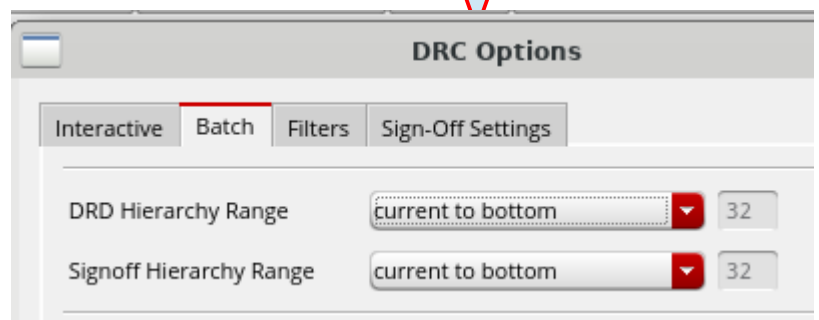 DRC Options
Interactive Batch Filters Sign-Off Settings
DRD Hierarchy Range current to bottom 32
Signoff Hierarchy Range current to bottom 32